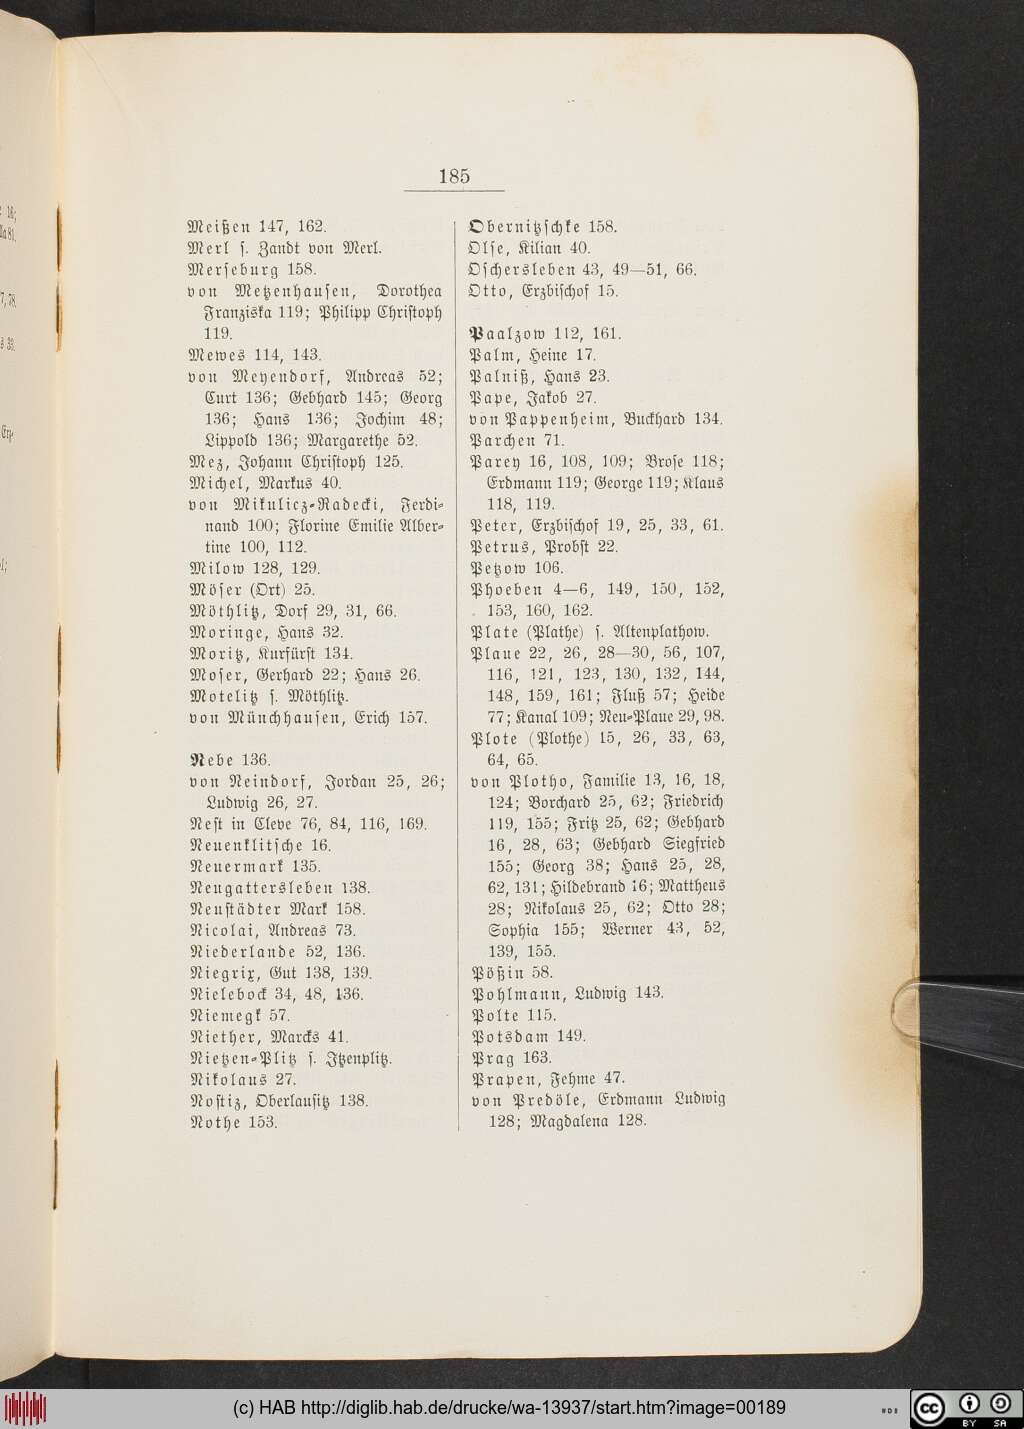 185
Meißen 147, 162.
Merl s. Zandt von Merl.
Merseburg 158.
von Metzenhausen, Dorothea
Franziska 119; Philipp Christoph
119.
Mewes 114, 143.
von Meyendorf, Andreas 52;
Curt 136; Gebhard 145; Georg
136; Hans 136; Jochim 48;
Lippold 136; Margarethe 52.
Mez, Johann Christoph 125.
Michel, Markus 40.
von Mikulicz-Radecki, Ferdi-
nand 100; Florine Emilie Alber-
tine 100, 112.
Milow 128, 129.
Möser (Ort) 25.
Möthlitz, Dorf 29, 31, 66.
Moringe, Hans 32.
Moritz, Kurfürst 134.
Moser, Gerhard 22; Hans 26.
Motelitz s. Möthlitz.
von Münchhausen, Erich 157.
Nebe 136.
von Neindorf, Jordan 25, 26;
Ludwig 26, 27.
Nest in Cleve 76, 84, 116, 169.
Neuenklitsche 16.
Neuermark 135.
Neugattersleben 138.
Neustädter Mark 158.
Nicolai, Andreas 73.
Niederlande 52, 136.
Niegrix, Gut 138, 139.
Nielebock 34, 48, 136.
Niemegk 57.
Niether, Marcks 41.
Nietzen-Plitz s. Itzenplitz.
Nikolaus 27.
Nostiz, Oberlausitz 138.
Nothe 153.
Obernitzschke 158.
Olse, Kilian 40.
Oschersleben 43, 49—51, 66.
Otto, Erzbischof 15.
Paalzow 112, 161.
Palm, Heine 17.
Palniß, Hans 23.
Pape, Jakob 27.
von Pappenheim, Buckhard 134.
Parchen 71.
Parey 16, 108, 109; Brose 118;
Erdmann 119; George 119; Klaus
118, 119.
Peter, Erzbischof 19, 25, 33, 61.
Petrus, Probst 22.
Petzow 106.
Phoeben 4—6, 149, 150, 152,
153, 160, 162.
Plate (Plathe) s. Altenplathow.
Plaue 22, 26, 28—30, 56, 107,
116, 121, 123, 130, 132, 144,
148, 159, 161; Fluß 57; Heide
77; Kanal 109; Neu-Plaue 29, 98.
Plote (Plothe) 15, 26, 33, 63,
64, 65.
von Plotho, Familie 13, 16, 18,
124; Borchard 25, 62; Friedrich
119, 155; Fritz 25, 62; Gebhard
16, 28, 63; Gebhard Siegfried
155; Georg 38; Hans 25, 28,
62, 131; Hildebrand 16; Mattheus
28; Nikolaus 25, 62; Otto 28;
Sophia 155; Werner 43, 52,
139, 155.
Pößin 58.
Pohlmann, Ludwig 143.
Polte 115.
Potsdam 149.
Prag 163.
Prapen, Fehme 47.
von Predöle, Erdmann Ludwig
128; Magdalena 128.
(c) HAB http://diglib.hab.de/drucke/wa-13937/start.htm?image=00189
cc BY SA